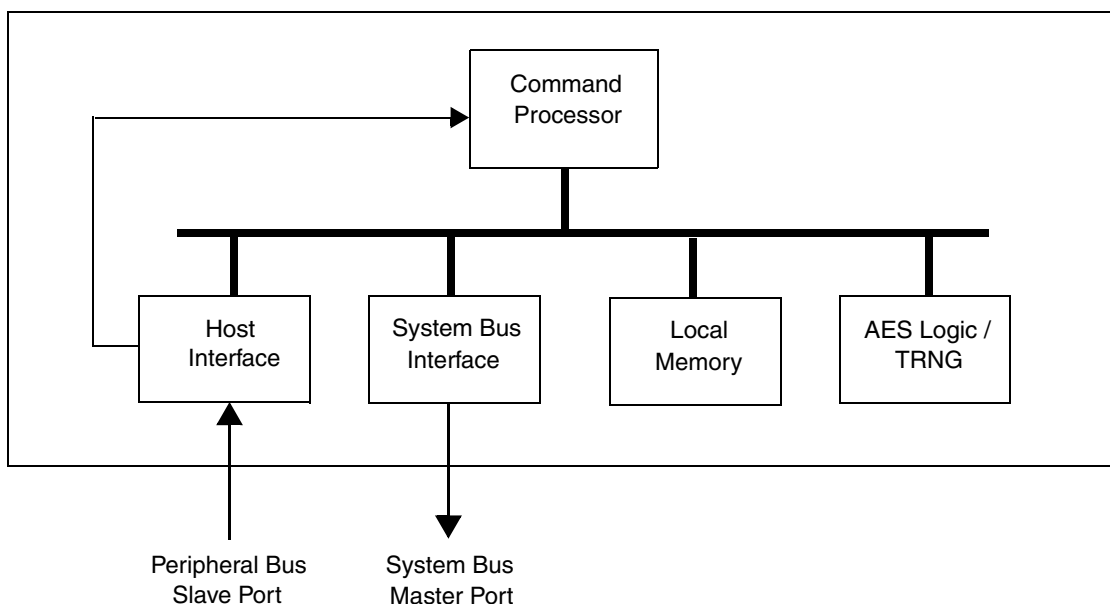 Command
Processor
Host
Interface
System Bus
Interface
Local
Memory
AES Logic /
TRNG
Peripheral Bus
Slave Port
System Bus
Master Port